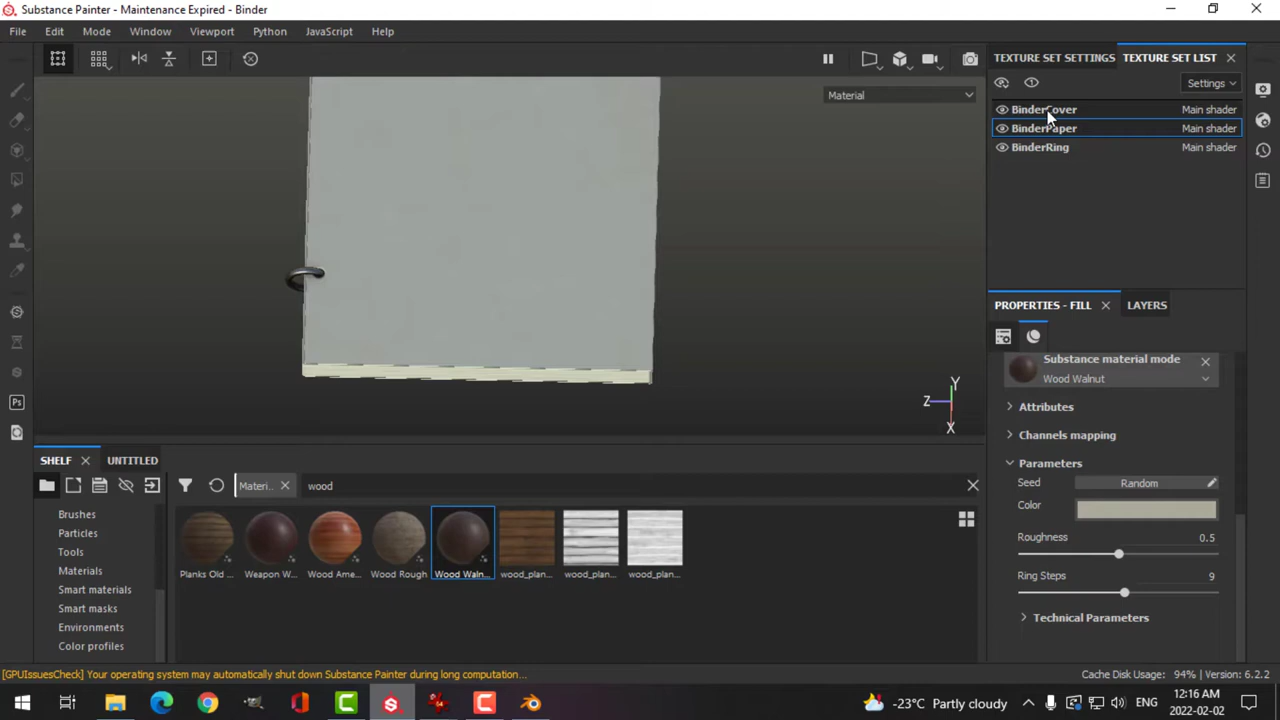 Substance Painter - Maintenance Expired - Binder
File Edit Mode Window Viewport Python JavaScript Help
TEXTURE SET SETTINGS TEXTURE SET LIST
Settings
Material
BinderCover Main shader
BinderPaper Main shader
BinderRing Main shader
PROPERTIES - FILL LAYERS
Substance material mode
Wood Walnut
Attributes
Channels mapping
Parameters
Seed Random
Color
Roughness 0.5
Ring Steps 9
Technical Parameters
Y
Z
X
SHELF UNTITLED
Materi... wood
Brushes
Particles
Tools
Materials
Smart materials
Smart masks
Environments
Color profiles
Planks Old ... Weapon W... Wood Ame... Wood Rough Wood Waln... wood_plan... wood_plan... wood_plan...
Ps
[GPUIssuesCheck] Your operating system may automatically shut down Substance Painter during long computation... Cache Disk Usage: 94% | Version: 6.2.2
-23°C Partly cloudy ENG 12:16 AM
2022-02-02